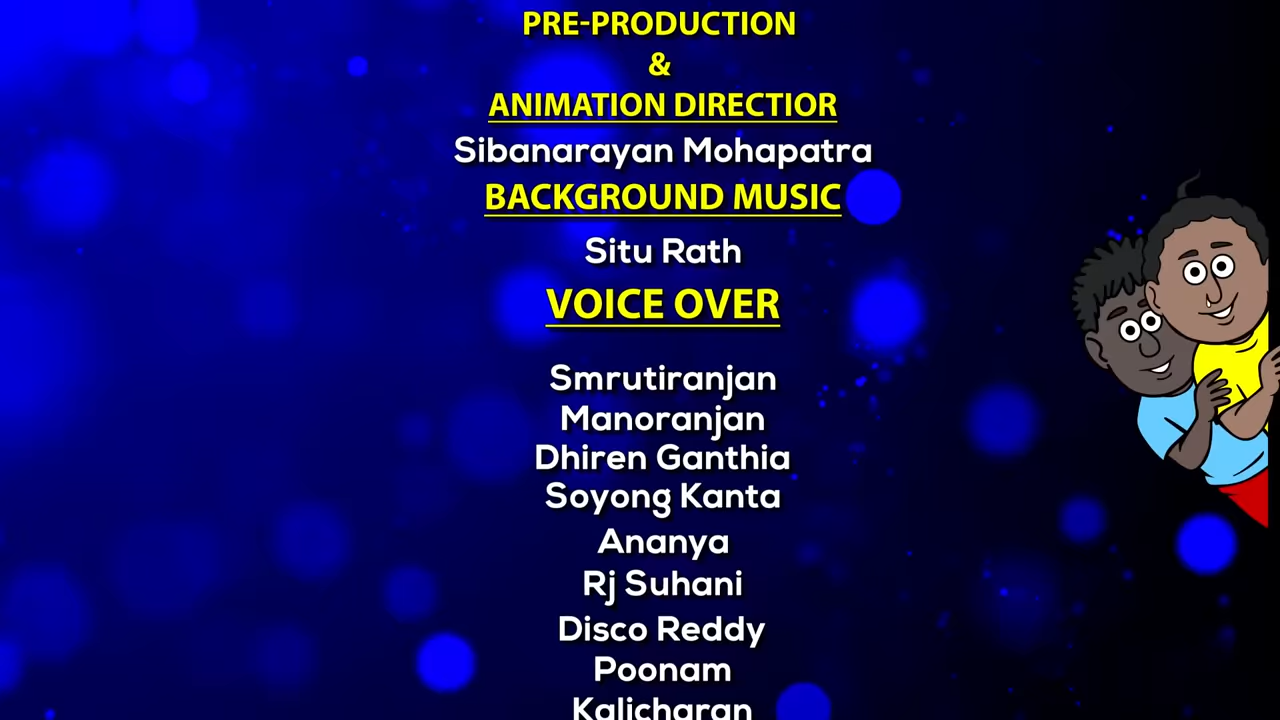 PRE-PRODUCTION
&
ANIMATION DIRECTIOR
Sibanarayan Mohapatra
BACKGROUND MUSIC
Situ Rath
VOICE OVER
Smrutiranjan
Manoranjan
Dhiren Ganthia
Soyong Kanta
Ananya
Rj Suhani
Disco Reddy
Poonam
Kalicharan